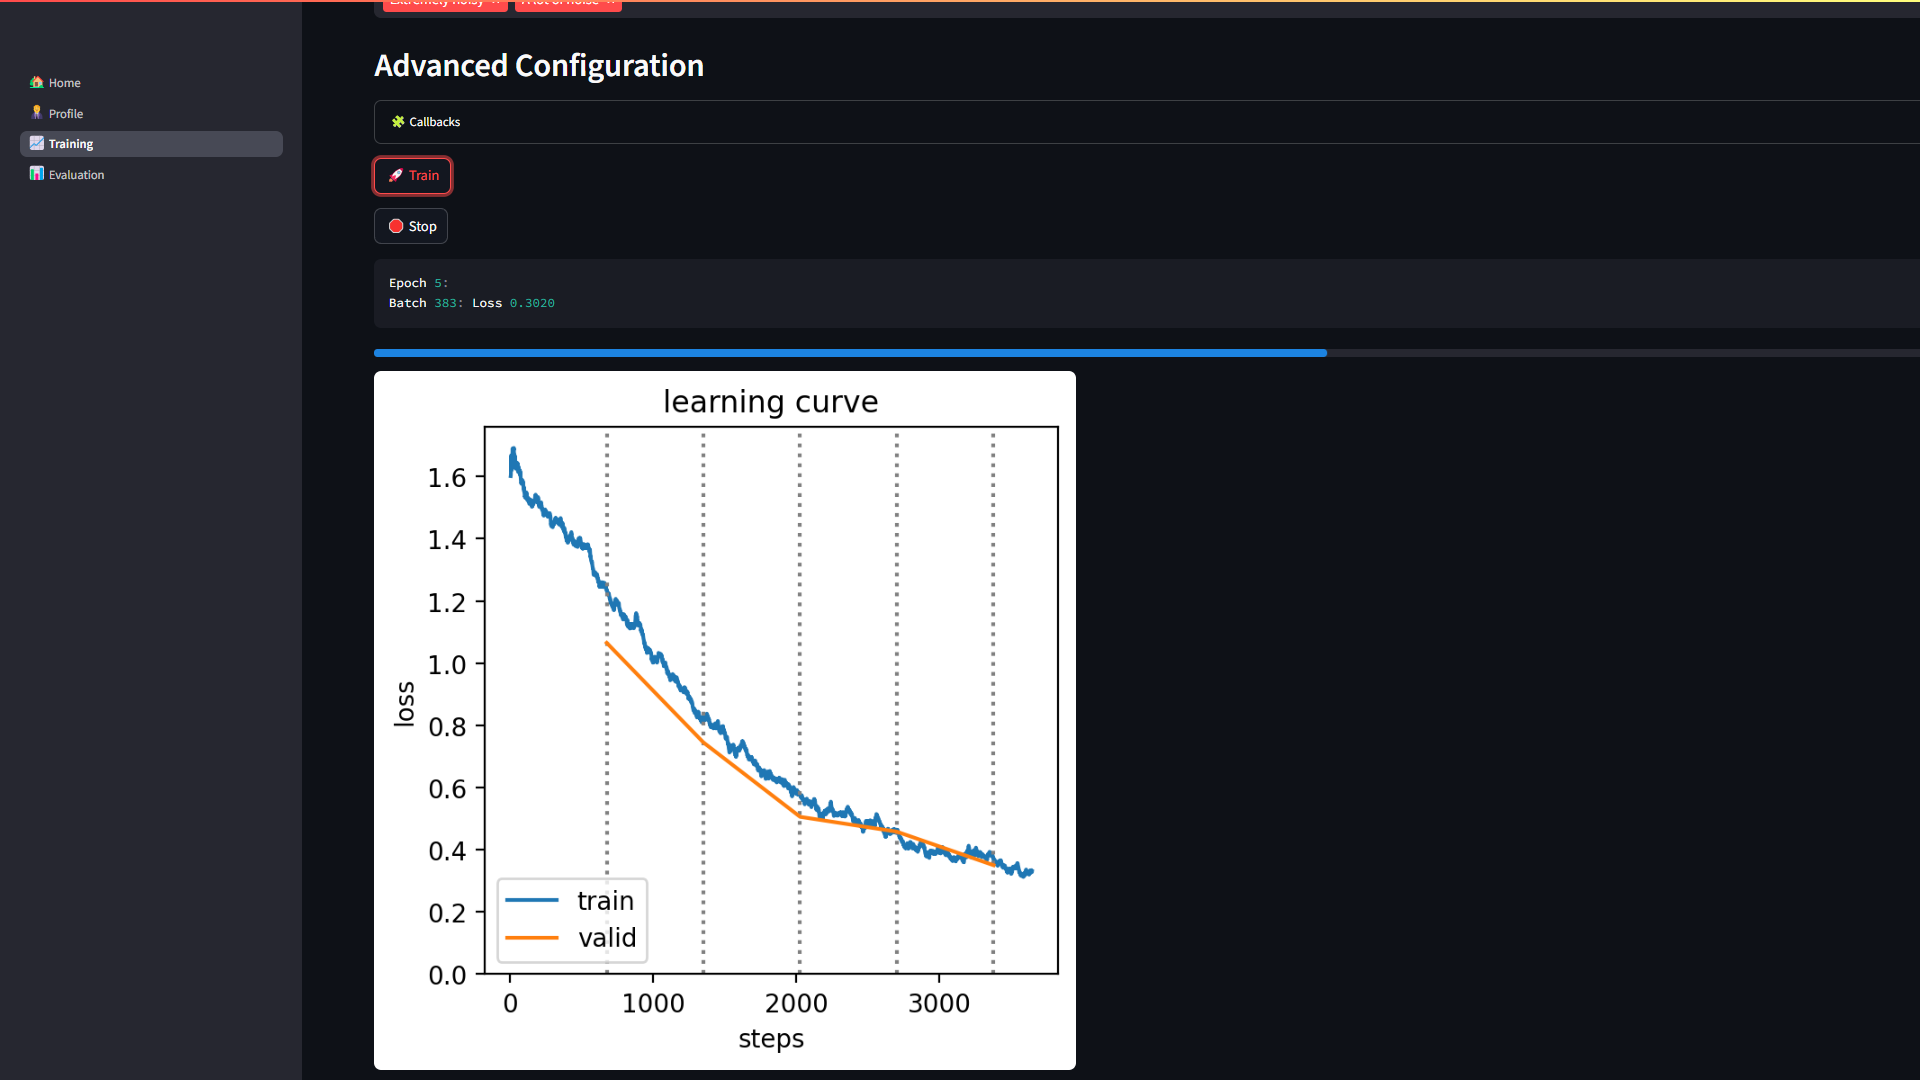 Home
Profile
Training
Evaluation
Advanced Configuration
Callbacks
Train
Stop
Epoch 5:
Batch 383: Loss 0.3020
learning curve
1.6
1.4
1.2
1.0
0.8
0.6
0.4
0.2
0.0
loss
train
valid
0 1000 2000 3000
steps